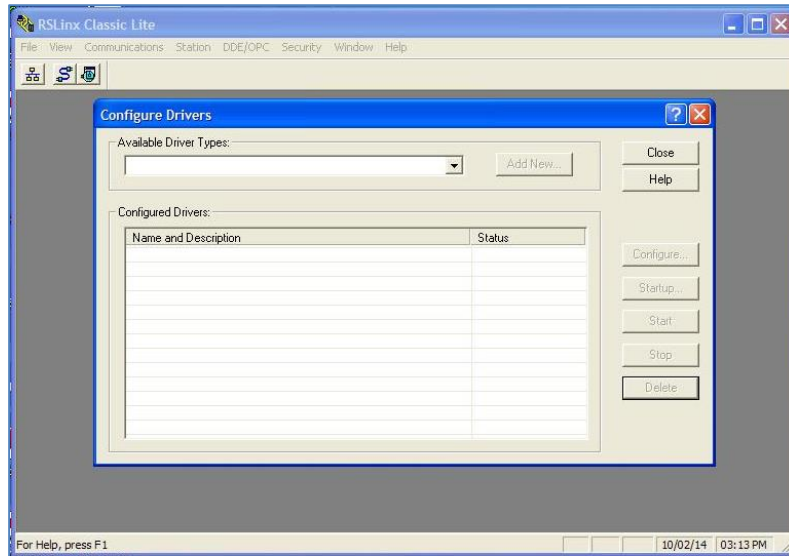 RSLinx Classic Lite
File View Communications Station DDE/OPC Security Window Help
Configure Drivers
Available Driver Types:
Add New...
Close
Help
Configured Drivers:
Name and Description Status
Configure...
Startup...
Start
Stop
Delete
For Help, press F1 10/02/14 03:13 PM